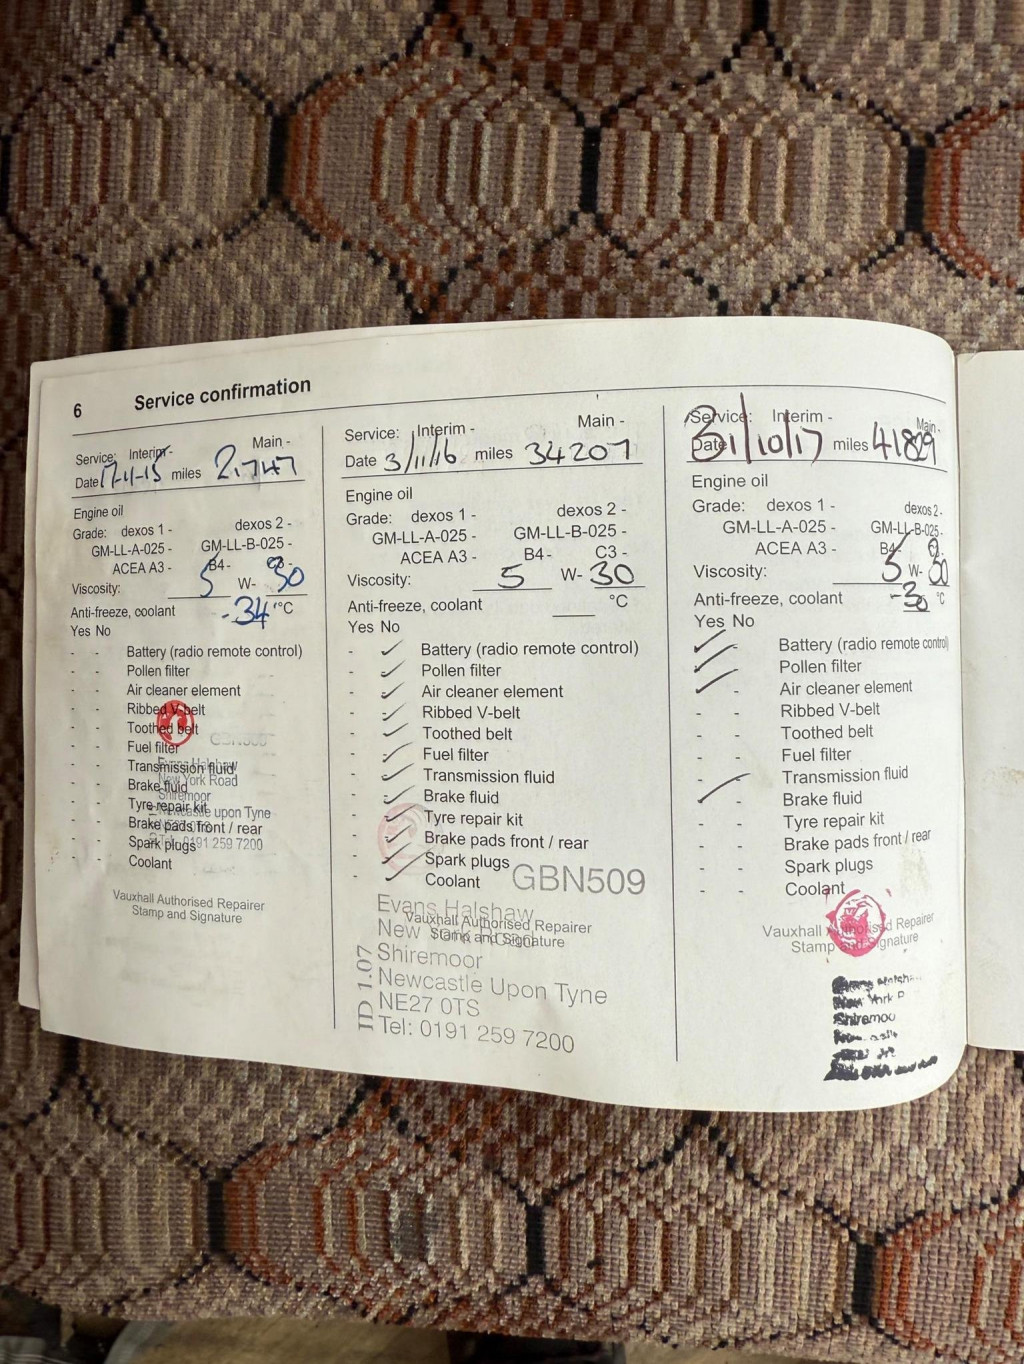 6 Service confirmation
Service: Interim -
Main -
Date 17-11-15 miles 21747
Engine oil
Grade: dexos 1 - dexos 2 -
GM-LL-A-025 - GM-LL-B-025 -
ACEA A3 - B4 - C3 -
Viscosity: 5 W- 30
Anti-freeze, coolant -34 °C
Yes No
- - Battery (radio remote control)
- - Pollen filter
- - Air cleaner element
- - Ribbed V-belt
- - Toothed belt
- - Fuel filter
- - Transmission fluid
- - Brake fluid
- - Tyre repair kit
- - Brake pads front / rear
- - Spark plugs
- - Coolant
Evans Halshaw
New York Road
Shiremoor
Newcastle upon Tyne
0191 259 7200
Vauxhall Authorised Repairer
Stamp and Signature
Service: Interim - Main -
Date 3/11/16 miles 34207
Engine oil
Grade: dexos 1 - dexos 2 -
GM-LL-A-025 - GM-LL-B-025 -
ACEA A3 - B4 - C3 -
Viscosity: 5 W- 30
Anti-freeze, coolant °C
Yes No
- ✓ Battery (radio remote control)
- ✓ Pollen filter
- ✓ Air cleaner element
- ✓ Ribbed V-belt
- ✓ Toothed belt
- ✓ Fuel filter
- ✓ Transmission fluid
- ✓ Brake fluid
- ✓ Tyre repair kit
- ✓ Brake pads front / rear
- ✓ Spark plugs
- ✓ Coolant
GBN509
Evans Halshaw
New York Road
Shiremoor
Newcastle Upon Tyne
NE27 0TS
Tel: 0191 259 7200
ID 1.07
Vauxhall Authorised Repairer
Stamp and Signature
Service: Interim - Main -
Date 31/10/17 miles 41829
Engine oil
Grade: dexos 1 - dexos 2 -
GM-LL-A-025 - GM-LL-B-025 -
ACEA A3 - B4 -
Viscosity: 5 W- 30
Anti-freeze, coolant °C
Yes No
✓ - Battery (radio remote control)
✓ - Pollen filter
✓ - Air cleaner element
- - Ribbed V-belt
- - Toothed belt
- - Fuel filter
- - Transmission fluid
✓ - Brake fluid
- - Tyre repair kit
- - Brake pads front / rear
- - Spark plugs
- - Coolant
Vauxhall Authorised Repairer
Stamp and Signature
New York
Shiremoo